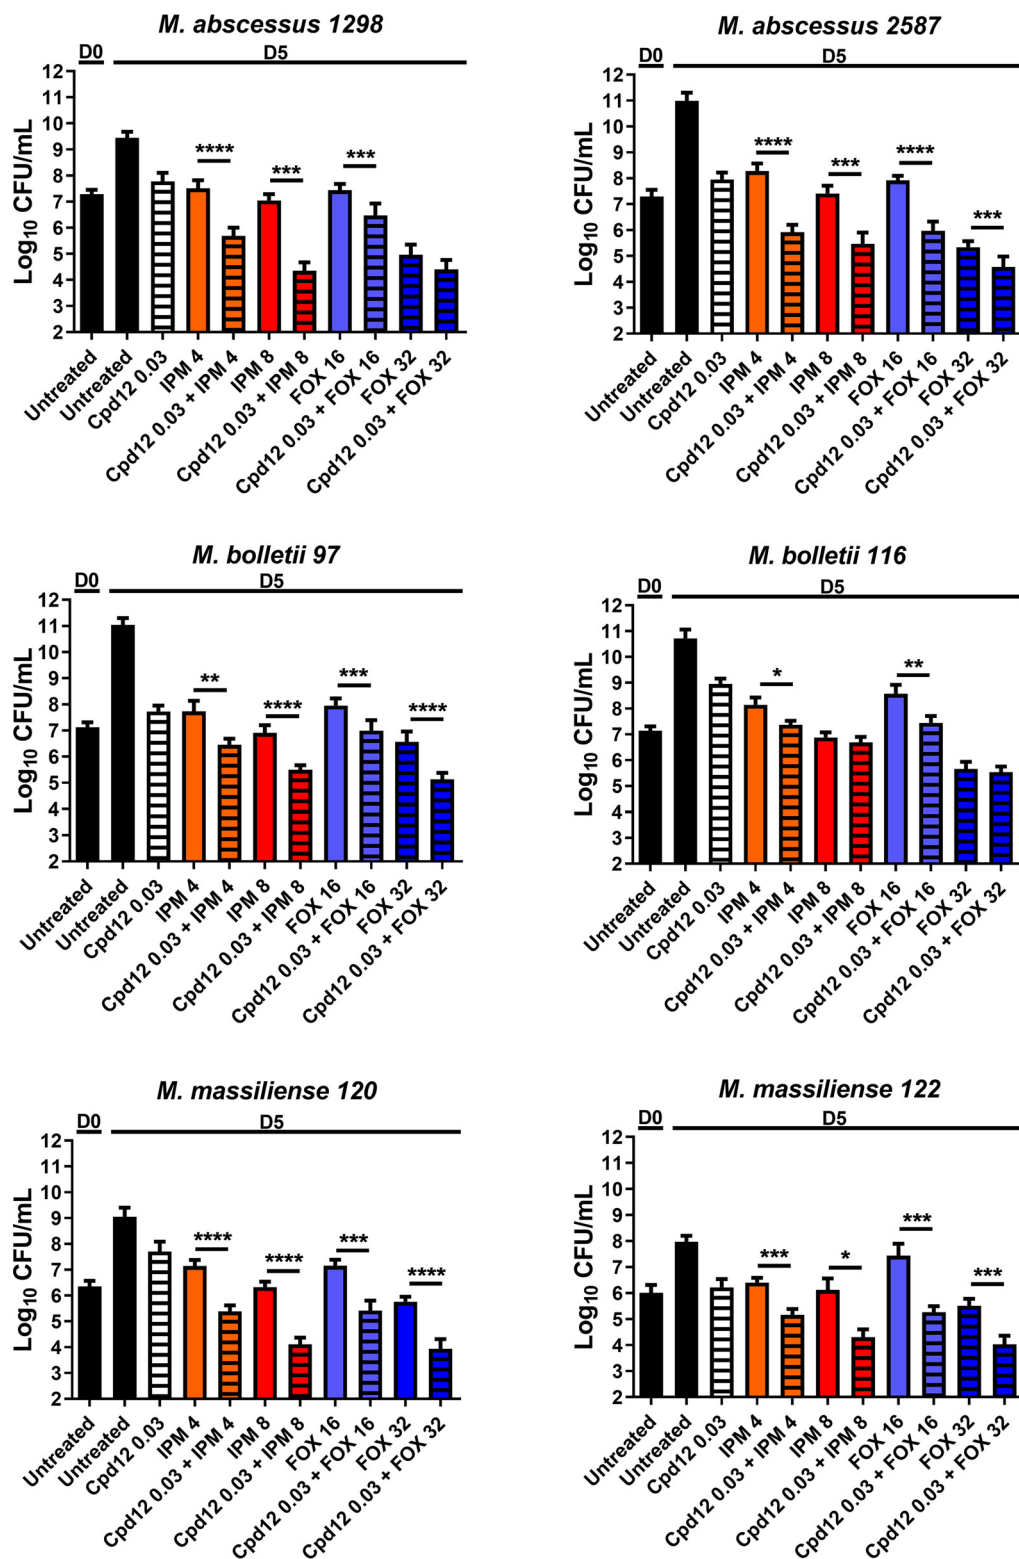 M. abscessus 1298
D0 D5
Log10 CFU/mL
12
11
10
9
8
7
6
5
4
3
2
**** *** ***
Untreated
Untreated
Cpd12 0.03
IPM 4
Cpd12 0.03 + IPM 4
IPM 8
Cpd12 0.03 + IPM 8
FOX 16
Cpd12 0.03 + FOX 16
FOX 32
Cpd12 0.03 + FOX 32
M. abscessus 2587
D0 D5
Log10 CFU/mL
12
11
10
9
8
7
6
5
4
3
2
**** *** **** ***
Untreated
Untreated
Cpd12 0.03
IPM 4
Cpd12 0.03 + IPM 4
IPM 8
Cpd12 0.03 + IPM 8
FOX 16
Cpd12 0.03 + FOX 16
FOX 32
Cpd12 0.03 + FOX 32
M. bolletii 97
D0 D5
Log10 CFU/mL
12
11
10
9
8
7
6
5
4
3
2
** **** *** ****
Untreated
Untreated
Cpd12 0.03
IPM 4
Cpd12 0.03 + IPM 4
IPM 8
Cpd12 0.03 + IPM 8
FOX 16
Cpd12 0.03 + FOX 16
FOX 32
Cpd12 0.03 + FOX 32
M. bolletii 116
D0 D5
Log10 CFU/mL
12
11
10
9
8
7
6
5
4
3
2
* **
Untreated
Untreated
Cpd12 0.03
IPM 4
Cpd12 0.03 + IPM 4
IPM 8
Cpd12 0.03 + IPM 8
FOX 16
Cpd12 0.03 + FOX 16
FOX 32
Cpd12 0.03 + FOX 32
M. massiliense 120
D0 D5
Log10 CFU/mL
12
11
10
9
8
7
6
5
4
3
2
**** **** *** ****
Untreated
Untreated
Cpd12 0.03
IPM 4
Cpd12 0.03 + IPM 4
IPM 8
Cpd12 0.03 + IPM 8
FOX 16
Cpd12 0.03 + FOX 16
FOX 32
Cpd12 0.03 + FOX 32
M. massiliense 122
D0 D5
Log10 CFU/mL
12
11
10
9
8
7
6
5
4
3
2
*** * *** ***
Untreated
Untreated
Cpd12 0.03
IPM 4
Cpd12 0.03 + IPM 4
IPM 8
Cpd12 0.03 + IPM 8
FOX 16
Cpd12 0.03 + FOX 16
FOX 32
Cpd12 0.03 + FOX 32